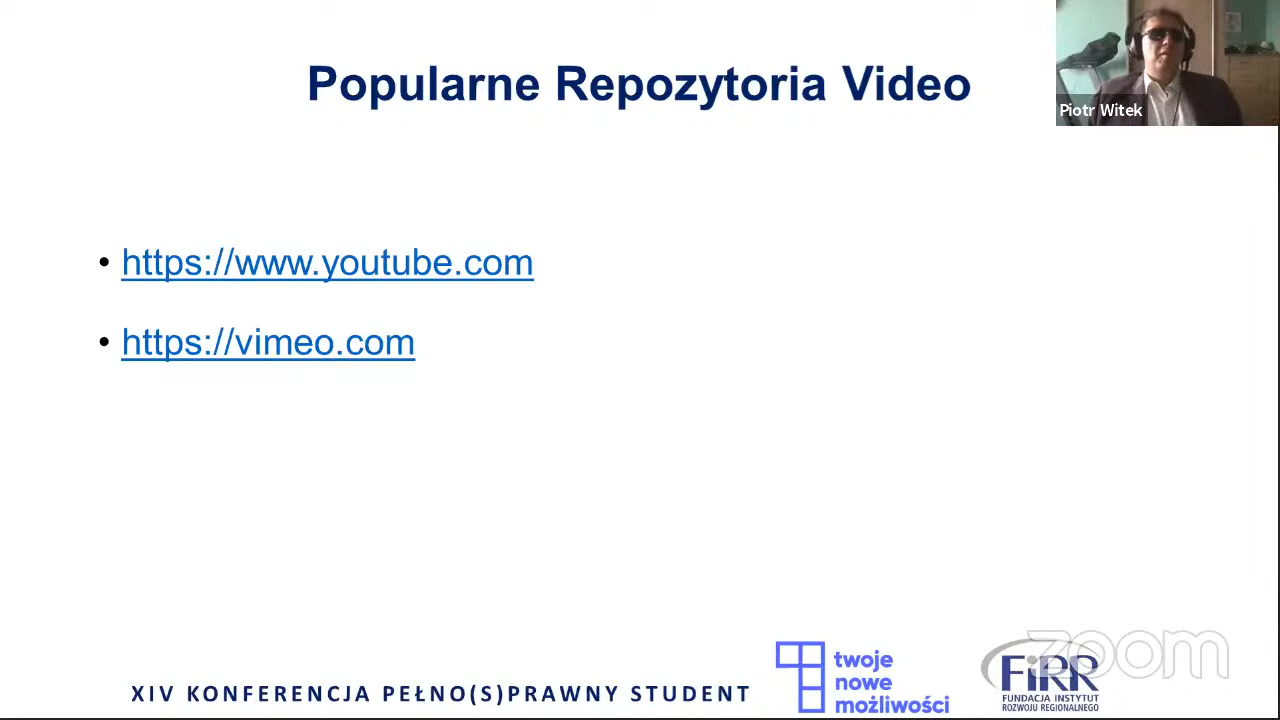 Popularne Repozytoria Video
Piotr Witek
• https://www.youtube.com
• https://vimeo.com
XIV KONFERENCJA PEŁNO(S)PRAWNY STUDENT
twoje
nowe
możliwości
FiRR
FUNDACJA INSTYTUT
ROZWOJU REGIONALNEGO
zoom